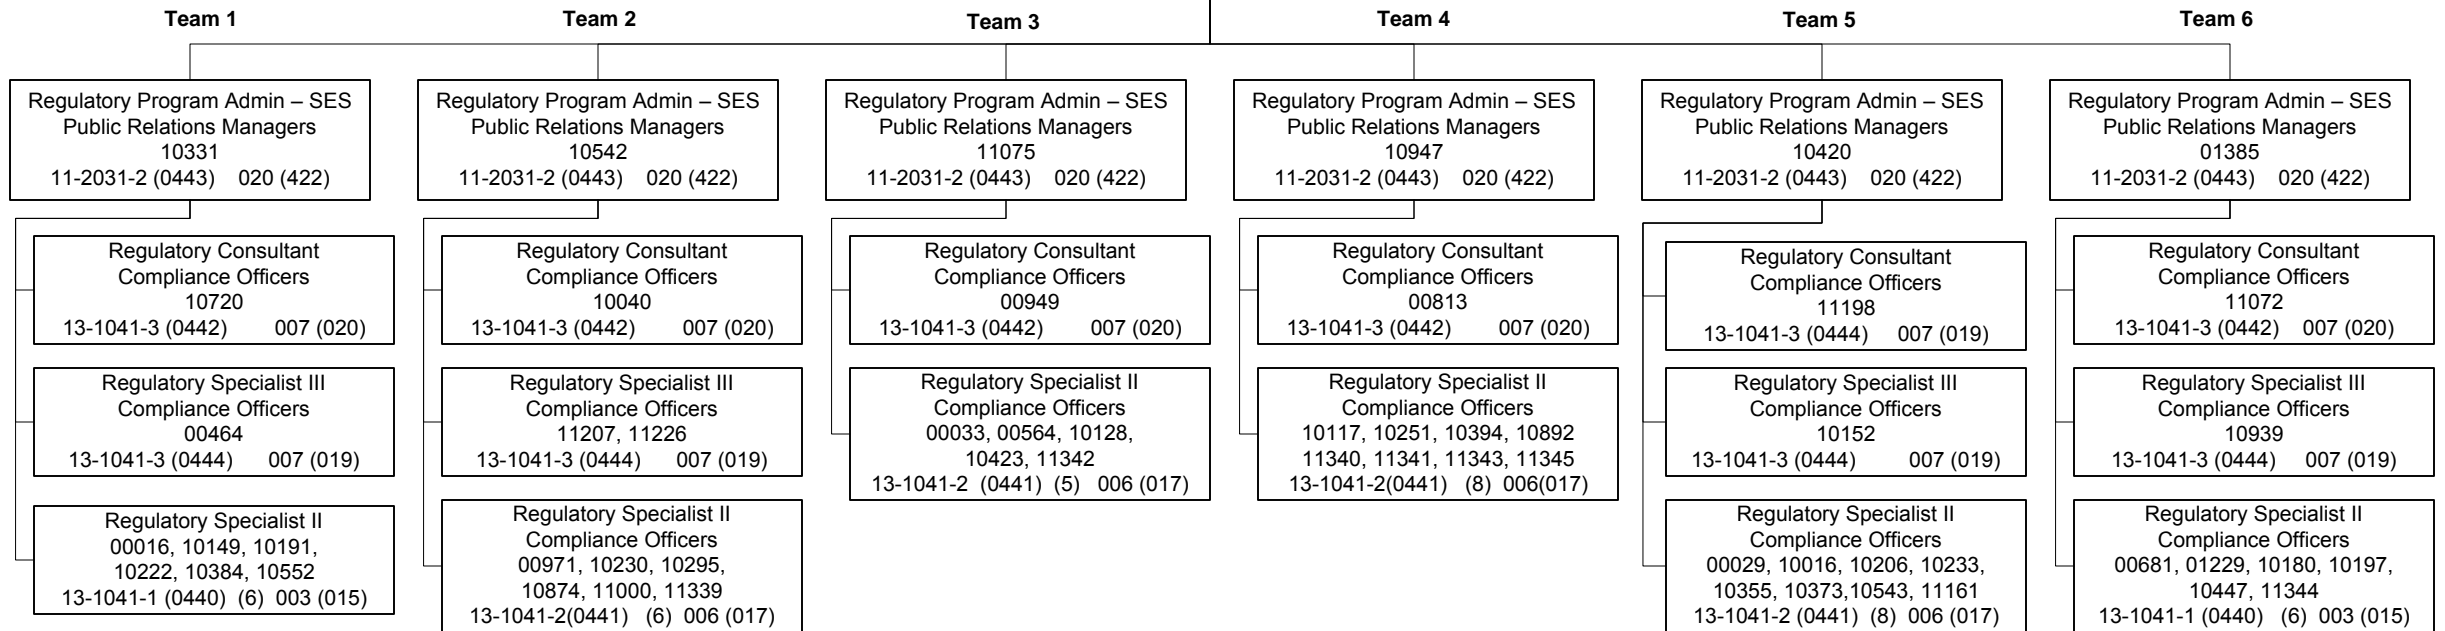 Team 1
Regulatory Program Admin – SES
Public Relations Managers
10331
11-2031-2 (0443) 020 (422)
Regulatory Consultant
Compliance Officers
10720
13-1041-3 (0442) 007 (020)
Regulatory Specialist III
Compliance Officers
00464
13-1041-3 (0444) 007 (019)
Regulatory Specialist II
00016, 10149, 10191,
10222, 10384, 10552
13-1041-1 (0440) (6) 003 (015)
Team 2
Regulatory Program Admin – SES
Public Relations Managers
10542
11-2031-2 (0443) 020 (422)
Regulatory Consultant
Compliance Officers
10040
13-1041-3 (0442) 007 (020)
Regulatory Specialist III
Compliance Officers
11207, 11226
13-1041-3 (0444) 007 (019)
Regulatory Specialist II
Compliance Officers
00971, 10230, 10295,
10874, 11000, 11339
13-1041-2(0441) (6) 006 (017)
Team 3
Regulatory Program Admin – SES
Public Relations Managers
11075
11-2031-2 (0443) 020 (422)
Regulatory Consultant
Compliance Officers
00949
13-1041-3 (0442) 007 (020)
Regulatory Specialist II
Compliance Officers
00033, 00564, 10128,
10423, 11342
13-1041-2 (0441) (5) 006 (017)
Team 4
Regulatory Program Admin – SES
Public Relations Managers
10947
11-2031-2 (0443) 020 (422)
Regulatory Consultant
Compliance Officers
00813
13-1041-3 (0442) 007 (020)
Regulatory Specialist II
Compliance Officers
10117, 10251, 10394, 10892
11340, 11341, 11343, 11345
13-1041-2(0441) (8) 006(017)
Team 5
Regulatory Program Admin – SES
Public Relations Managers
10420
11-2031-2 (0443) 020 (422)
Regulatory Consultant
Compliance Officers
11198
13-1041-3 (0444) 007 (019)
Regulatory Specialist III
Compliance Officers
10152
13-1041-3 (0444) 007 (019)
Regulatory Specialist II
Compliance Officers
00029, 10016, 10206, 10233,
10355, 10373,10543, 11161
13-1041-2 (0441) (8) 006 (017)
Team 6
Regulatory Program Admin – SES
Public Relations Managers
01385
11-2031-2 (0443) 020 (422)
Regulatory Consultant
Compliance Officers
11072
13-1041-3 (0442) 007 (020)
Regulatory Specialist III
Compliance Officers
10939
13-1041-3 (0444) 007 (019)
Regulatory Specialist II
Compliance Officers
00681, 01229, 10180, 10197,
10447, 11344
13-1041-1 (0440) (6) 003 (015)